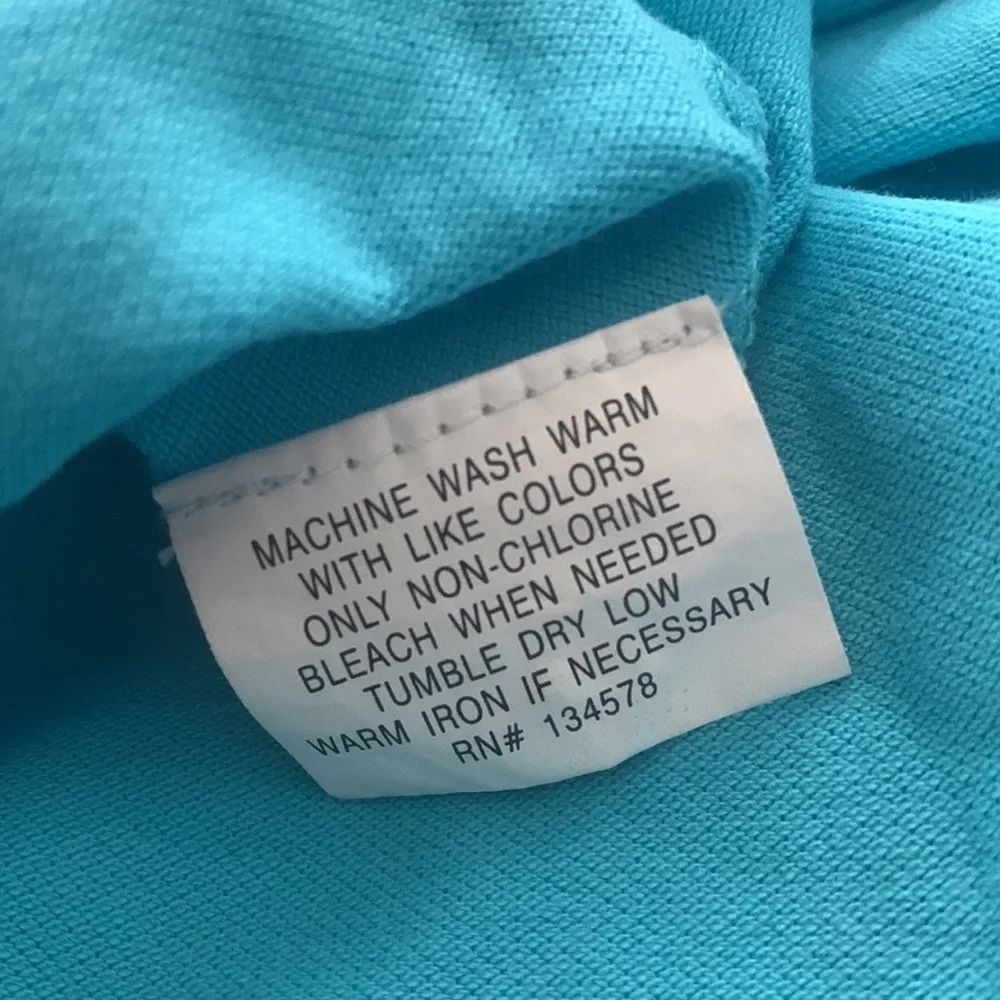 MACHINE WASH WARM
WITH LIKE COLORS
ONLY NON-CHLORINE
BLEACH WHEN NEEDED
TUMBLE DRY LOW
WARM IRON IF NECESSARY
RN# 134578